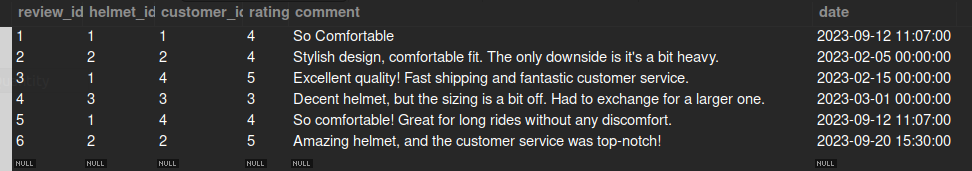 review_id helmet_id customer_id rating comment date
1 1 1 4 So Comfortable 2023-09-12 11:07:00
2 2 2 4 Stylish design, comfortable fit. The only downside is it's a bit heavy. 2023-02-05 00:00:00
3 1 4 5 Excellent quality! Fast shipping and fantastic customer service. 2023-02-15 00:00:00
4 3 3 3 Decent helmet, but the sizing is a bit off. Had to exchange for a larger one. 2023-03-01 00:00:00
5 1 4 4 So comfortable! Great for long rides without any discomfort. 2023-09-12 11:07:00
6 2 2 5 Amazing helmet, and the customer service was top-notch! 2023-09-20 15:30:00
NULL NULL NULL NULL NULL NULL